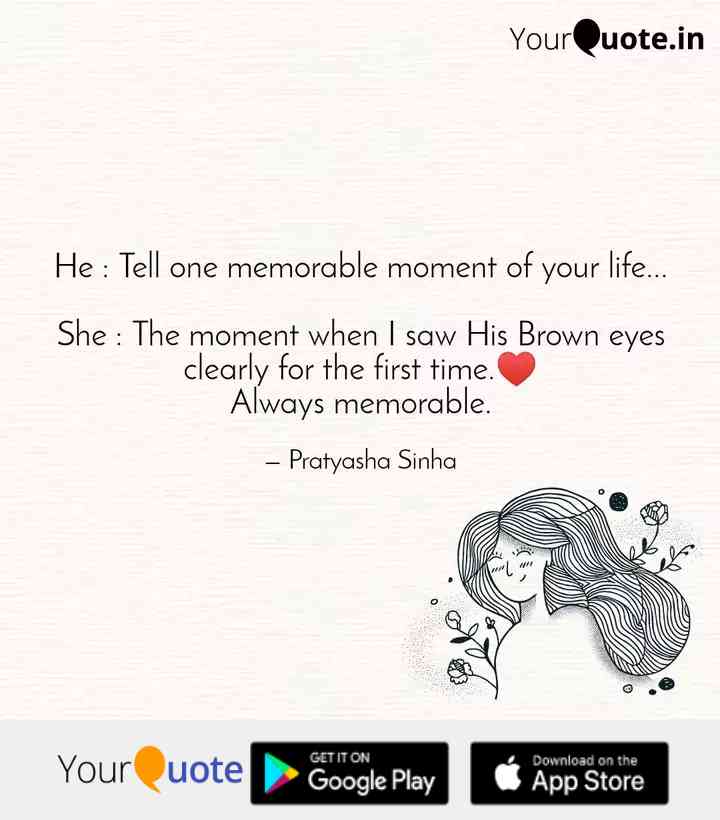 YourQuote.in
He : Tell one memorable moment of your life...
She : The moment when I saw His Brown eyes
clearly for the first time.❤️
Always memorable.
– Pratyasha Sinha
YourQuote
GET IT ON
Google Play
Download on the
App Store